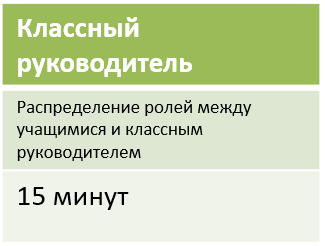 Классный
руководитель
Распределение ролей между
учащимися и классным
руководителем
15 минут